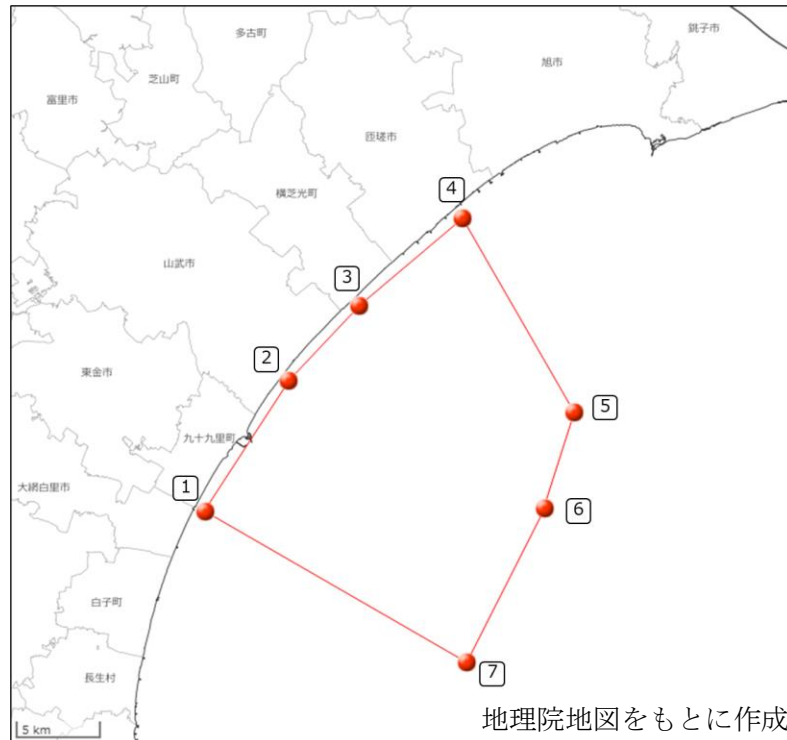 多古町
銚子市
旭市
芝山町
富里市
匝瑳市
横芝光町
4
山武市
3
2
東金市
5
九十九里町
1
大網白里市
6
白子町
7
長生村
地理院地図をもとに作成
5 km